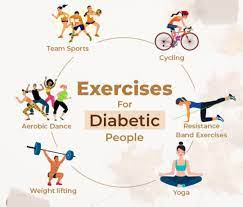 Team Sports
Cycling
Exercises
For
Diabetic
People
Aerobic Dance
Resistance
Band Exercises
Weight lifting
Yoga